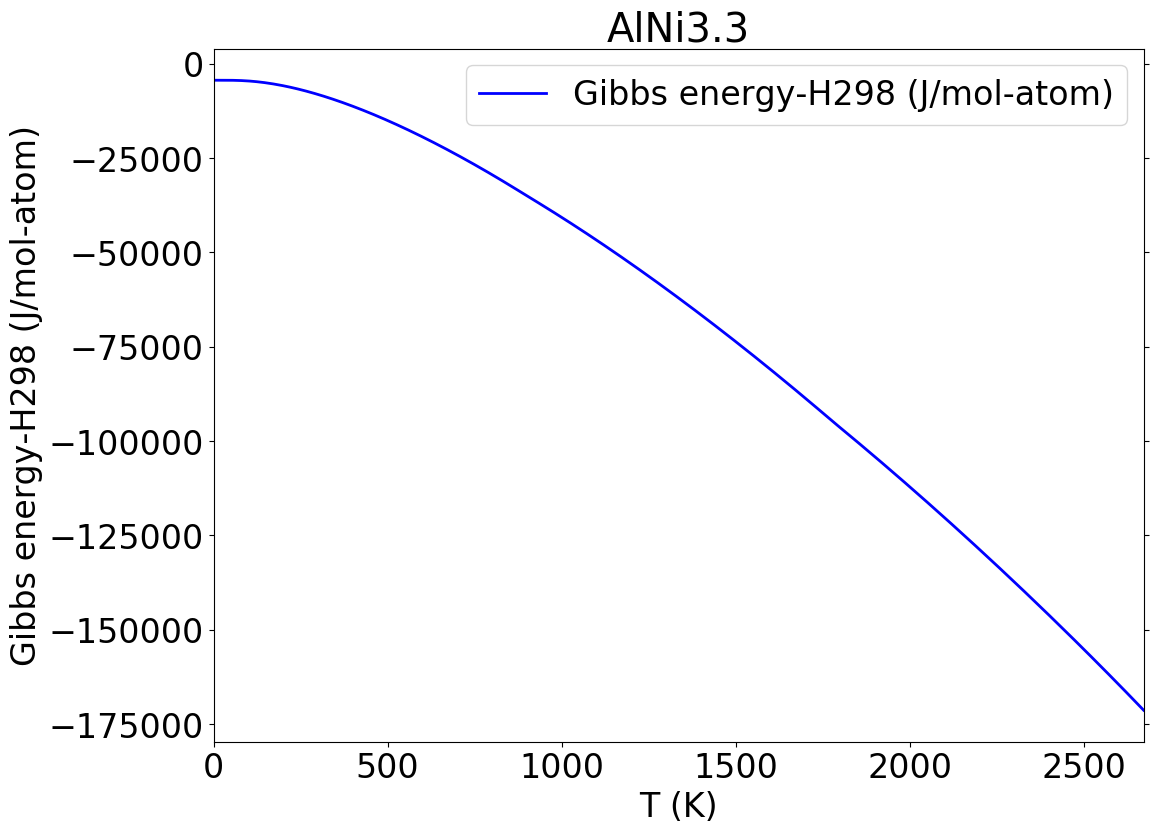 AlNi3.3
Gibbs energy-H298 (J/mol-atom)
Gibbs energy-H298 (J/mol-atom)
0
−25000
−50000
−75000
−100000
−125000
−150000
−175000
0 500 1000 1500 2000 2500
T (K)